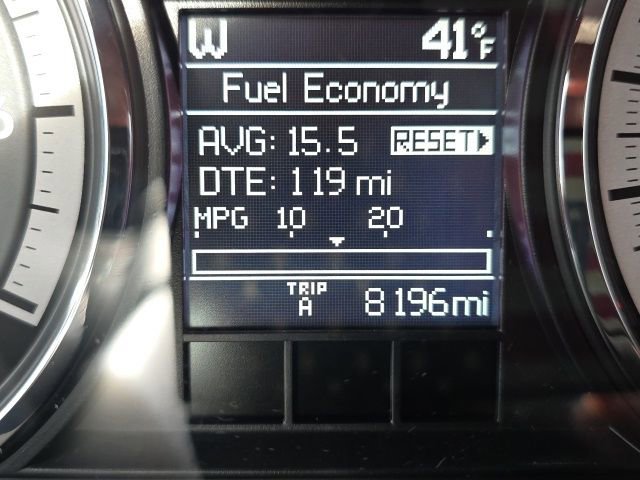 W 41°F
Fuel Economy
AVG: 15.5 RESET
DTE: 119 mi
MPG 10 20
TRIP
A 8196mi